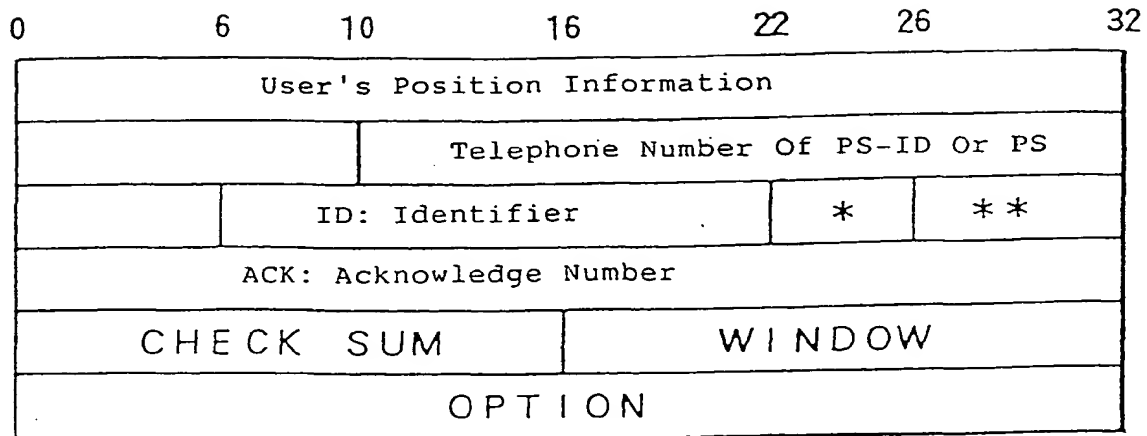 0 6 10 16 22 26 32
User's Position Information
Telephone Number Of PS-ID Or PS
ID: Identifier * **
ACK: Acknowledge Number
CHECK SUM WINDOW
OPTION